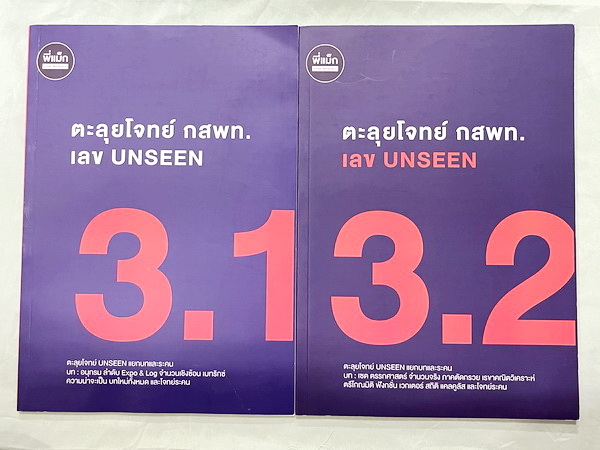 พี่แม็ก
ตะลุยโจทย์ กสพท.
เลข UNSEEN
3.1
ตะลุยโจทย์ UNSEEN แยกบทและระคน
บท : อนุกรม ลำดับ Expo & Log จำนวนเชิงซ้อน เมทริกซ์
ความน่าจะเป็น บทใหม่ทั้งหมด และโจทย์ระคน
พี่แม็ก
ตะลุยโจทย์ กสพท.
เลข UNSEEN
3.2
ตะลุยโจทย์ UNSEEN แยกบทและระคน
บท : เซต ตรรกศาสตร์ จำนวนจริง ภาคตัดกรวย เรขาคณิตวิเคราะห์
ตรีโกณมิติ ฟังก์ชั่น เวกเตอร์ สถิติ แคลคูลัส และโจทย์ระคน